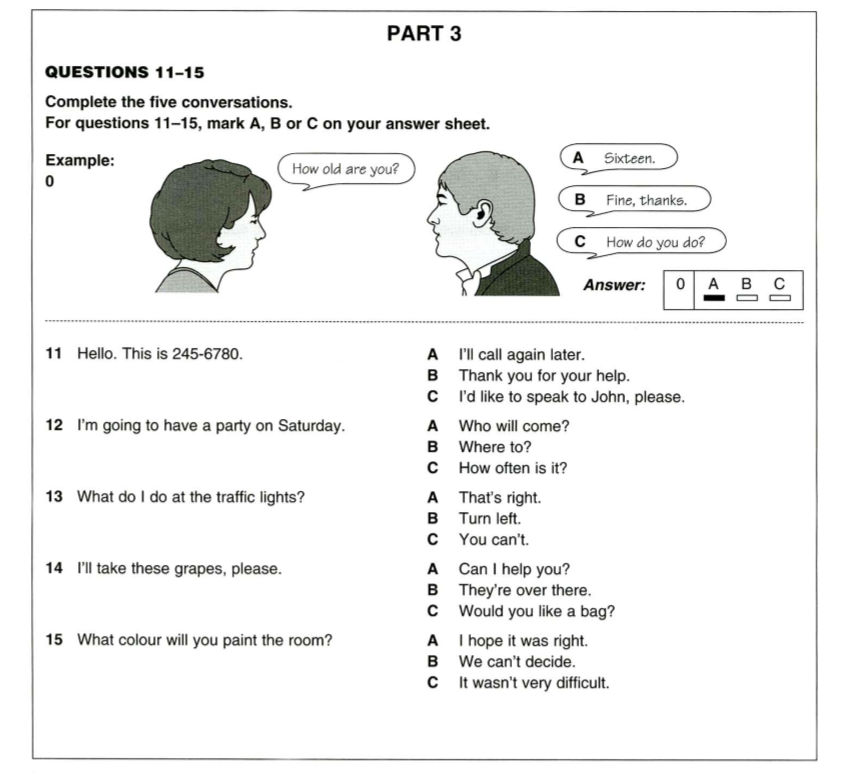 PART 3
QUESTIONS 11–15
Complete the five conversations.
For questions 11–15, mark A, B or C on your answer sheet.
Example:
0
How old are you?
A Sixteen.
B Fine, thanks.
C How do you do?
Answer: 0 A B C
11 Hello. This is 245-6780.
A I'll call again later.
B Thank you for your help.
C I'd like to speak to John, please.
12 I'm going to have a party on Saturday.
A Who will come?
B Where to?
C How often is it?
13 What do I do at the traffic lights?
A That's right.
B Turn left.
C You can't.
14 I'll take these grapes, please.
A Can I help you?
B They're over there.
C Would you like a bag?
15 What colour will you paint the room?
A I hope it was right.
B We can't decide.
C It wasn't very difficult.